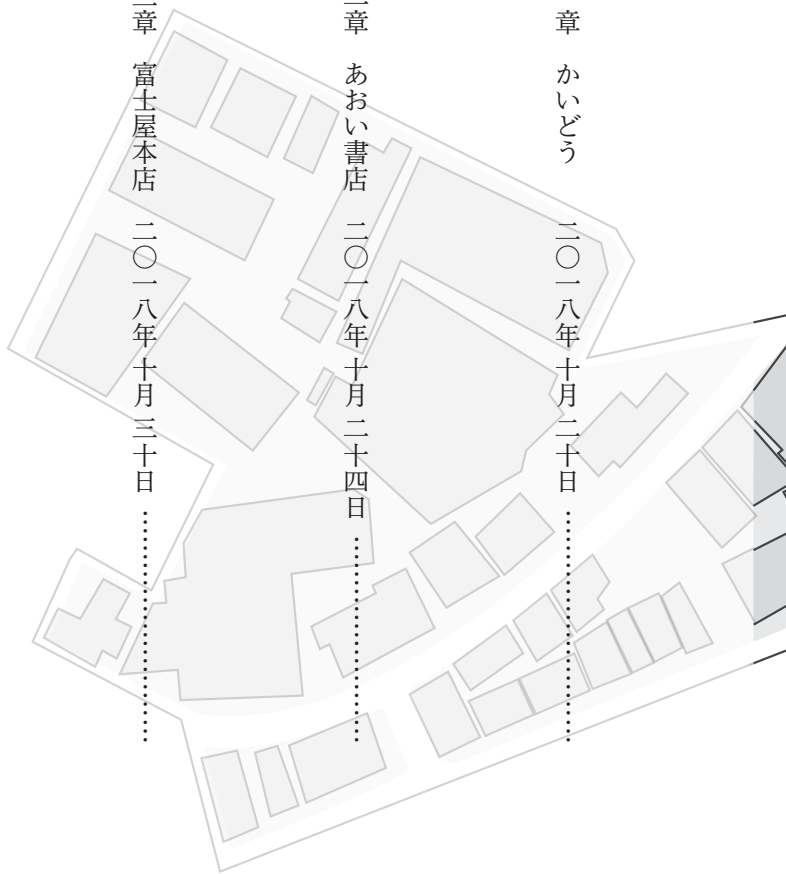 章 かいどう 二〇一八年十月二十日 ……………………
章 あおい書店 二〇一八年十月二十四日 …………………
章 富士屋本店 二〇一八年十月三十日 ……………………